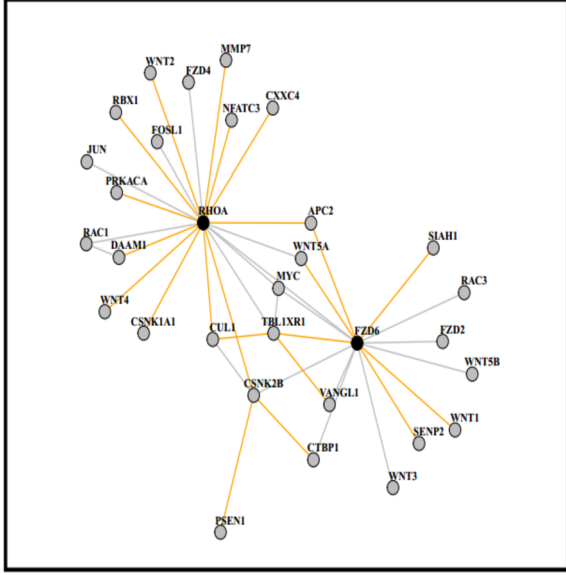 MMP7
WNT2
FZD4
RBX1
CXXC4
NFATC3
FOSL1
JUN
PRKACA
RHOA
APC2
RAC1
DAAM1
WNT5A
SIAH1
MYC
RAC3
WNT4
CSNK1A1
CUL1
TBL1XR1
FZD6
FZD2
WNT5B
CSNK2B
VANGL1
WNT1
SENP2
CTBP1
WNT3
PSEN1